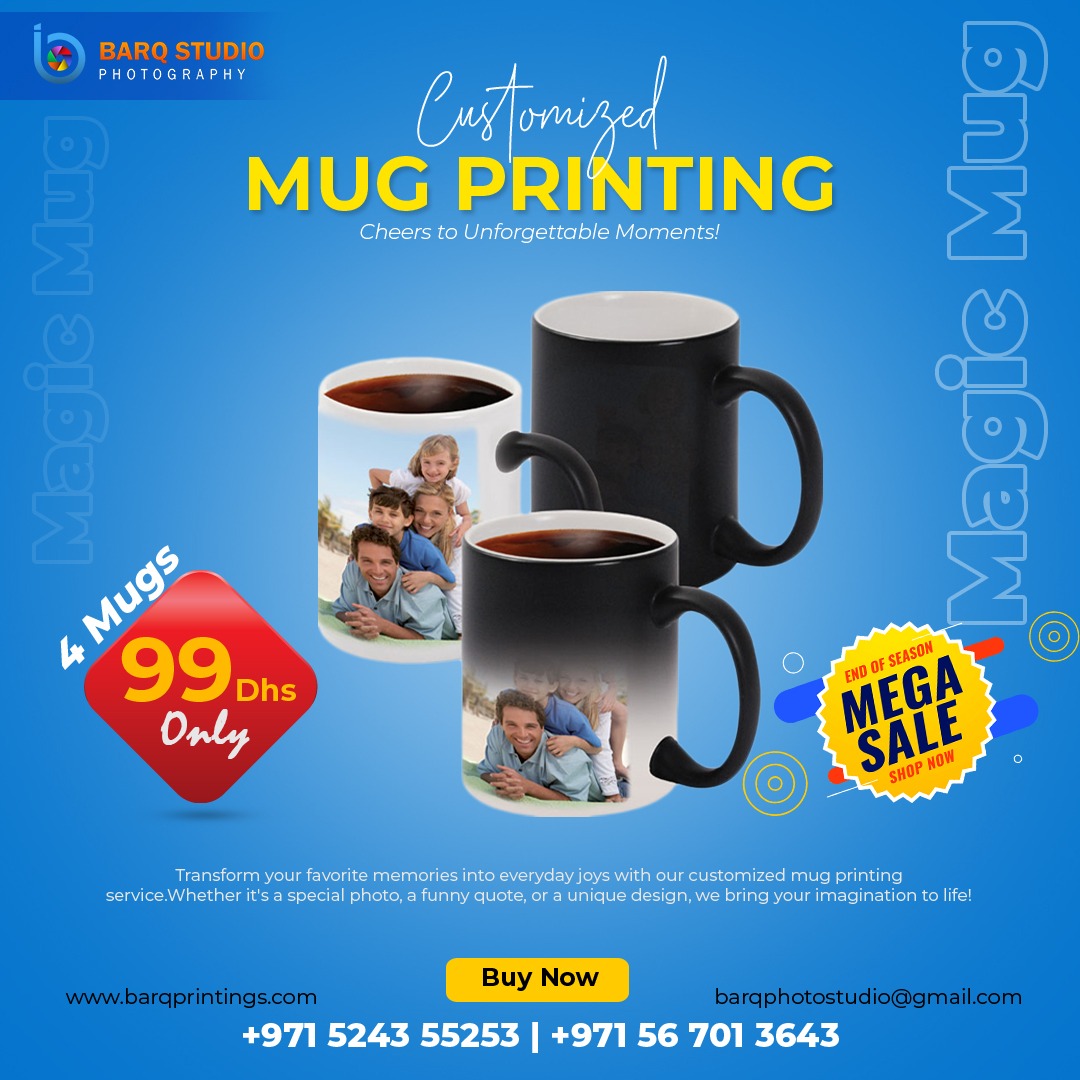 BARQ STUDIO
PHOTOGRAPHY
Customized
MUG PRINTING
Cheers to Unforgettable Moments!
Magic Mug
Magic Mug
4 Mugs
99 Dhs
Only
END OF SEASON
MEGA
SALE
SHOP NOW
Transform your favorite memories into everyday joys with our customized mug printing
service.Whether it's a special photo, a funny quote, or a unique design, we bring your imagination to life!
Buy Now
www.barqprintings.com
barqphotostudio@gmail.com
+971 5243 55253 | +971 56 701 3643